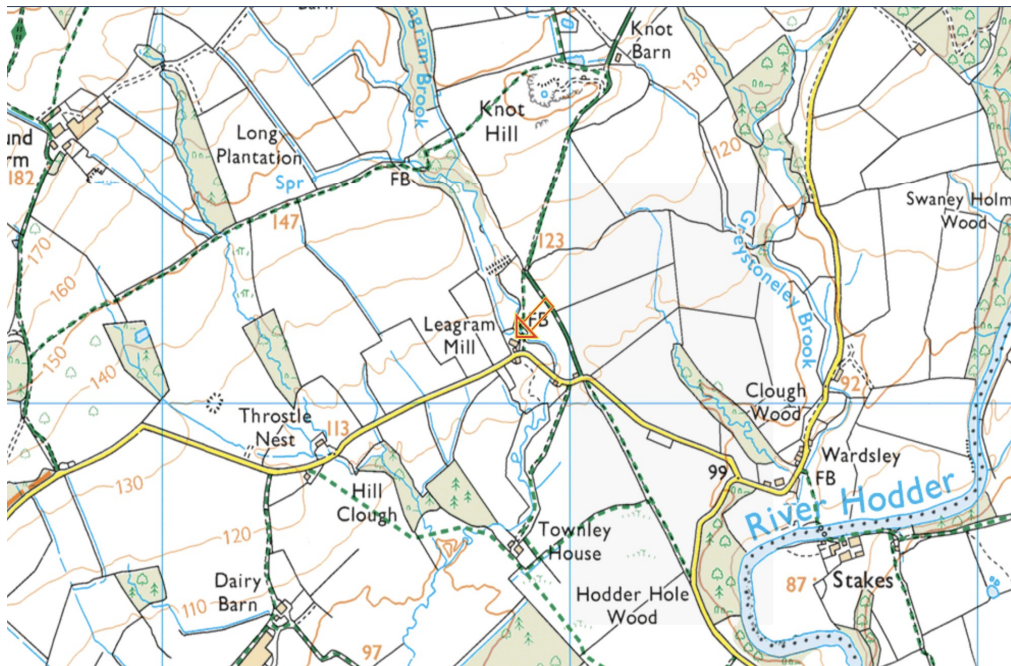 Barn
Leagram Brook
Knot
Barn
130
Long
Plantation
Knot
Hill
120
Spr
FB
182
147
Swaney Holm
Wood
170
123
Greystoneley Brook
160
Leagram
Mill
FB
150
140
Throstle
Nest
113
Clough
Wood
92
130
Hill
Clough
99
Wardsley
FB
River Hodder
120
Townley
House
Dairy
Barn
110
Hodder Hole
Wood
87
Stakes
97